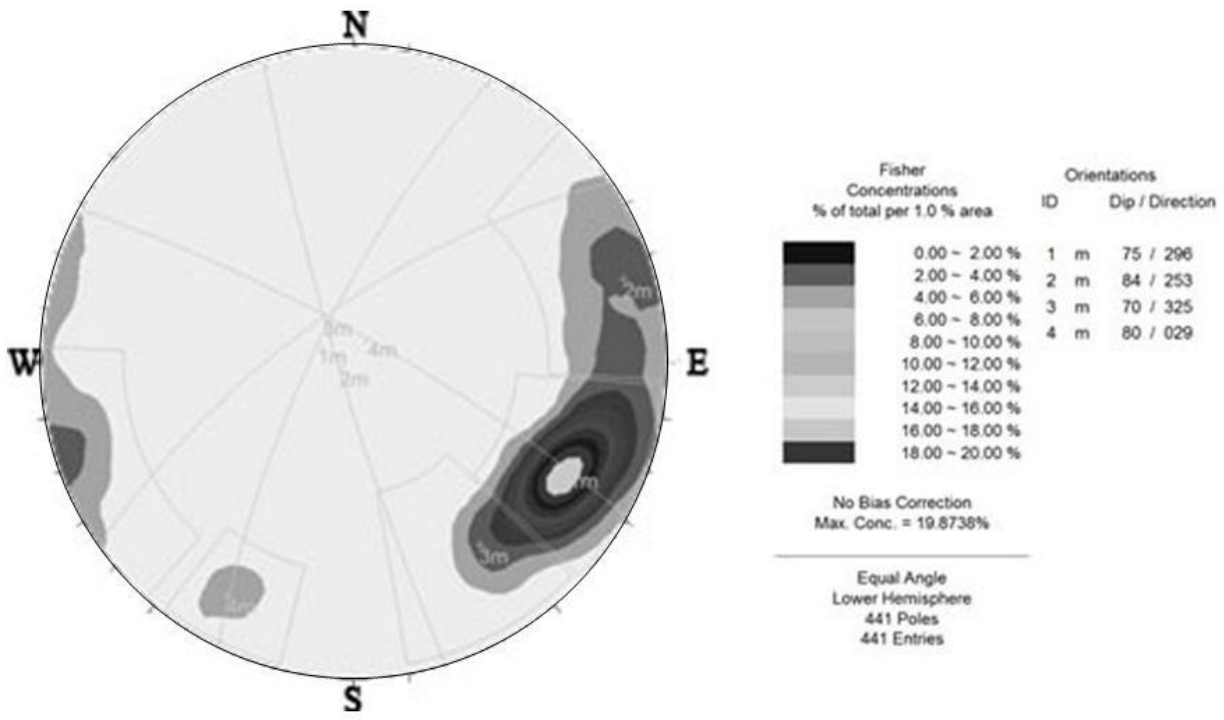 N
W
E
S
2m
8m
1m
4m
2m
m
3m
4m
Fisher
Concentrations
% of total per 1.0 % area
0.00 ~ 2.00 %
2.00 ~ 4.00 %
4.00 ~ 6.00 %
6.00 ~ 8.00 %
8.00 ~ 10.00 %
10.00 ~ 12.00 %
12.00 ~ 14.00 %
14.00 ~ 16.00 %
16.00 ~ 18.00 %
18.00 ~ 20.00 %
No Bias Correction
Max. Conc. = 19.8738%
Equal Angle
Lower Hemisphere
441 Poles
441 Entries
Orientations
ID Dip / Direction
1 m 75 / 296
2 m 84 / 253
3 m 70 / 325
4 m 80 / 029